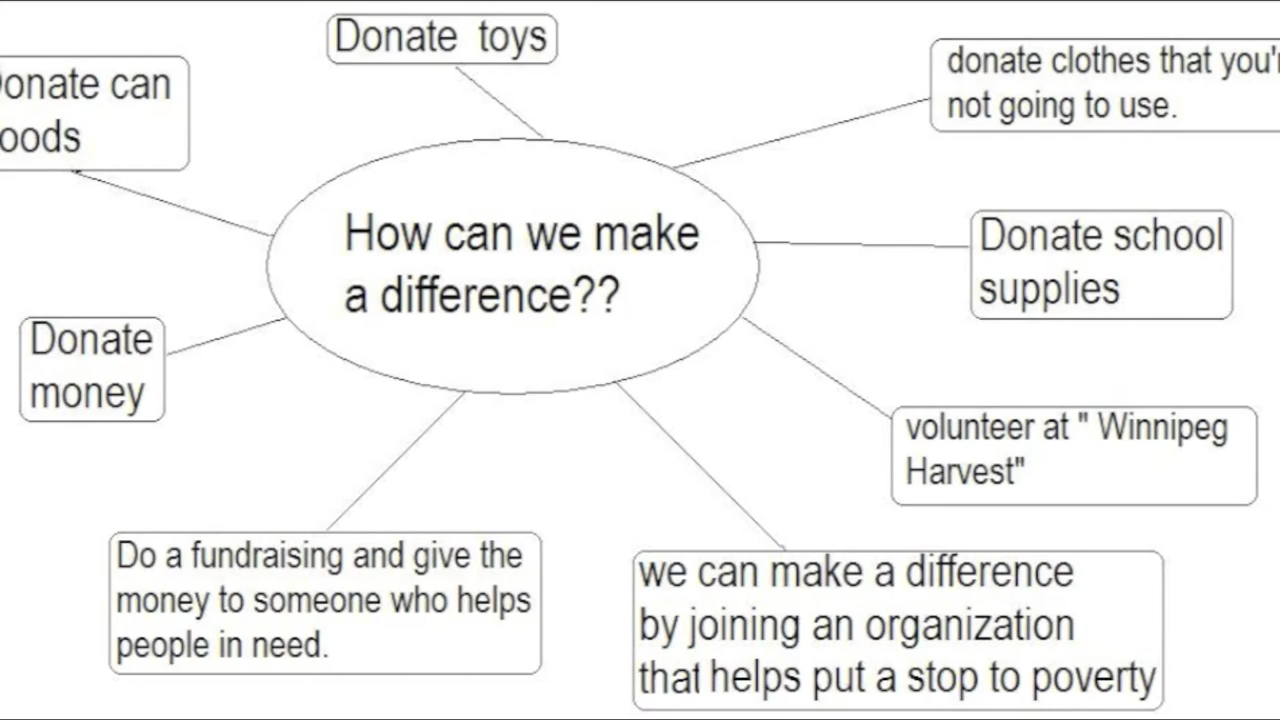 Donate toys
donate clothes that you'r
not going to use.
onate can
oods
How can we make
a difference??
Donate school
supplies
Donate
money
volunteer at " Winnipeg
Harvest"
Do a fundraising and give the
money to someone who helps
people in need.
we can make a difference
by joining an organization
that helps put a stop to poverty